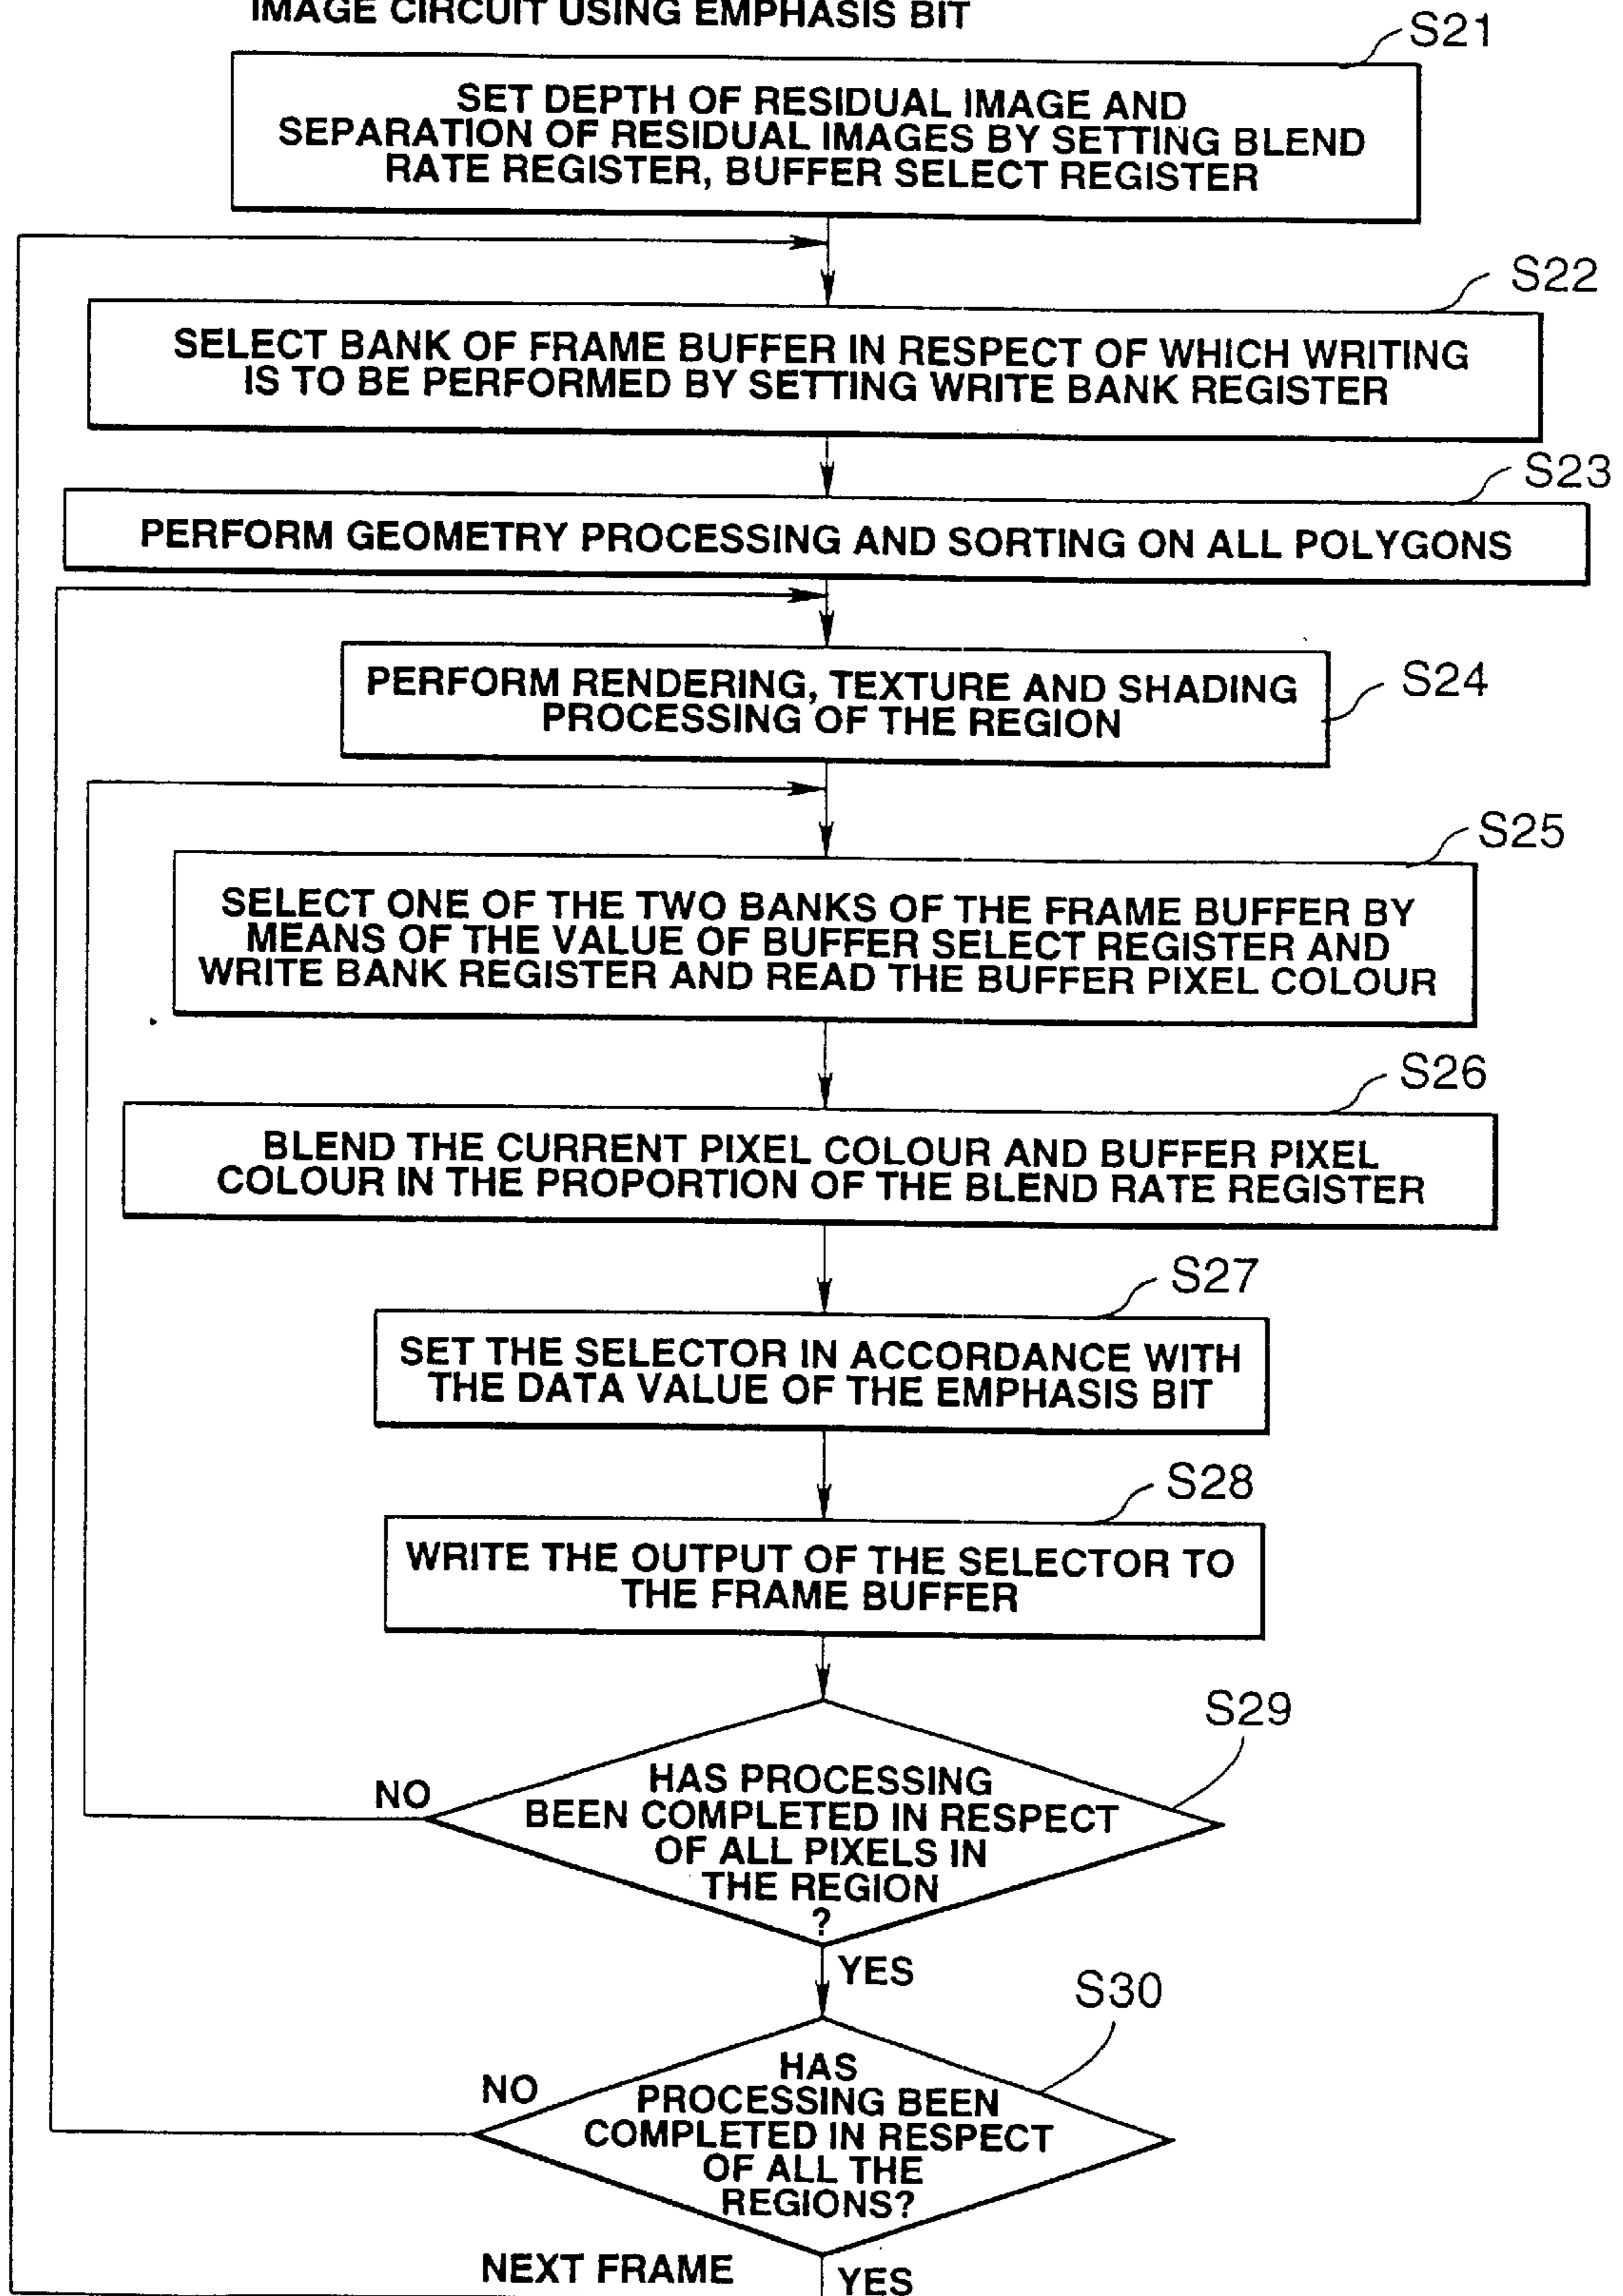 IMAGE CIRCUIT USING EMPHASIS BIT
S21
SET DEPTH OF RESIDUAL IMAGE AND
SEPARATION OF RESIDUAL IMAGES BY SETTING BLEND
RATE REGISTER, BUFFER SELECT REGISTER
S22
SELECT BANK OF FRAME BUFFER IN RESPECT OF WHICH WRITING
IS TO BE PERFORMED BY SETTING WRITE BANK REGISTER
S23
PERFORM GEOMETRY PROCESSING AND SORTING ON ALL POLYGONS
S24
PERFORM RENDERING, TEXTURE AND SHADING
PROCESSING OF THE REGION
S25
SELECT ONE OF THE TWO BANKS OF THE FRAME BUFFER BY
MEANS OF THE VALUE OF BUFFER SELECT REGISTER AND
WRITE BANK REGISTER AND READ THE BUFFER PIXEL COLOUR
S26
BLEND THE CURRENT PIXEL COLOUR AND BUFFER PIXEL
COLOUR IN THE PROPORTION OF THE BLEND RATE REGISTER
S27
SET THE SELECTOR IN ACCORDANCE WITH
THE DATA VALUE OF THE EMPHASIS BIT
S28
WRITE THE OUTPUT OF THE SELECTOR TO
THE FRAME BUFFER
S29
NO
HAS PROCESSING
BEEN COMPLETED IN RESPECT
OF ALL PIXELS IN
THE REGION
?
YES
S30
NO
HAS
PROCESSING BEEN
COMPLETED IN RESPECT
OF ALL THE
REGIONS?
NEXT FRAME
YES